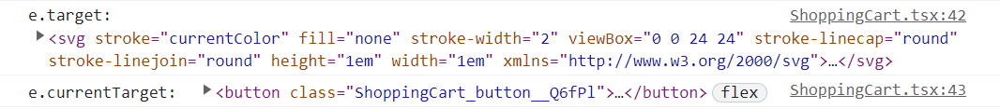 e.target: ShoppingCart.tsx:42
<svg stroke="currentColor" fill="none" stroke-width="2" viewBox="0 0 24 24" stroke-linecap="round"
stroke-linejoin="round" height="1em" width="1em" xmlns="http://www.w3.org/2000/svg">…</svg>
e.currentTarget: <button class="ShoppingCart_button__Q6fPl">…</button> flex ShoppingCart.tsx:43